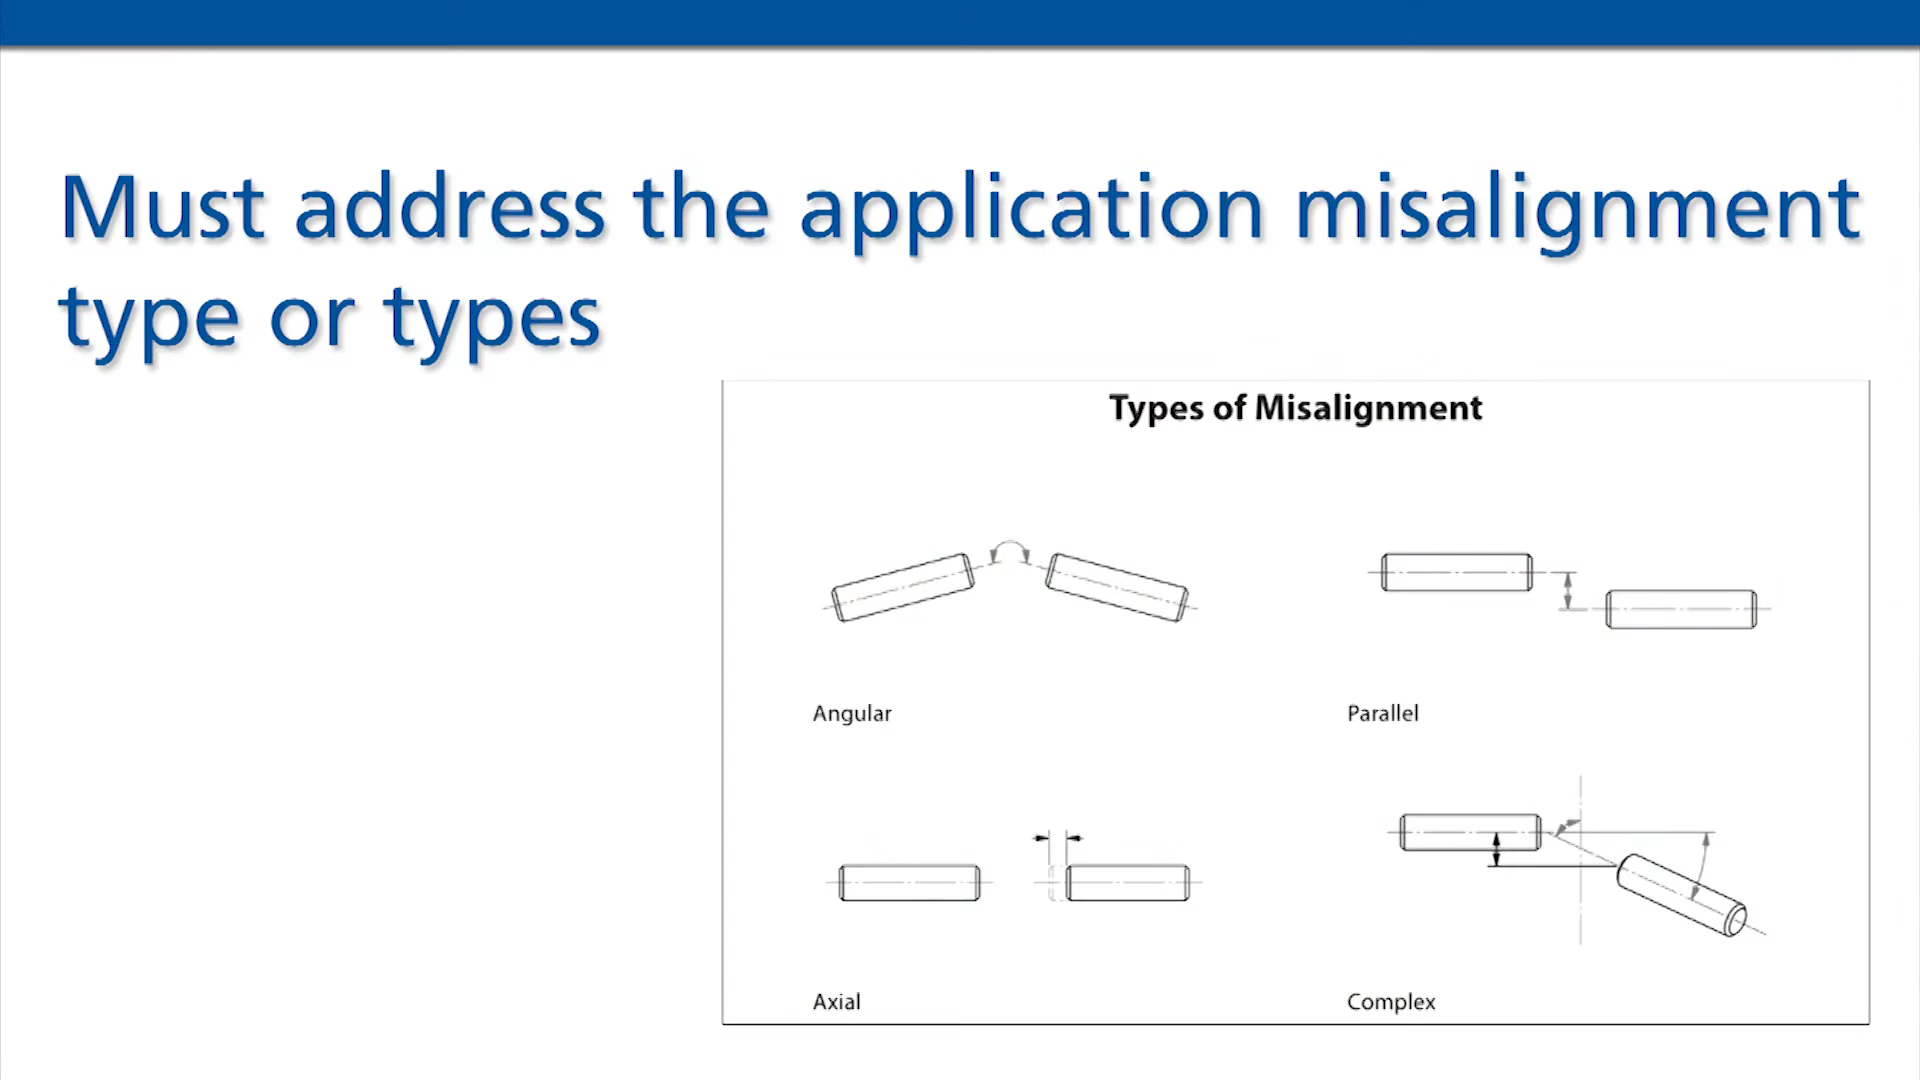 Must address the application misalignment
type or types
Types of Misalignment
Angular
Parallel
Axial
Complex